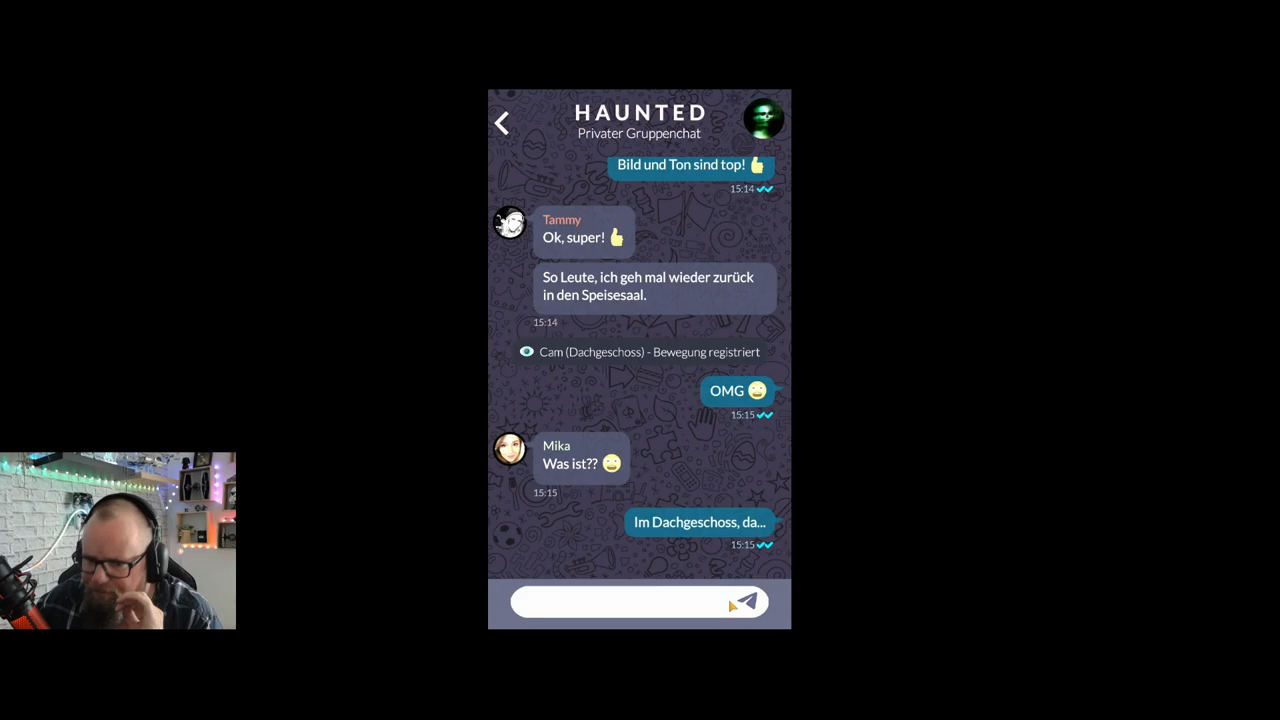 HAUNTED
Privater Gruppenchat
Bild und Ton sind top! 👍
15:14
Tammy
Ok, super! 👍
So Leute, ich geh mal wieder zurück
in den Speisesaal.
15:14
Cam (Dachgeschoss) - Bewegung registriert
OMG
15:15
Mika
Was ist??
15:15
Im Dachgeschoss, da...
15:15